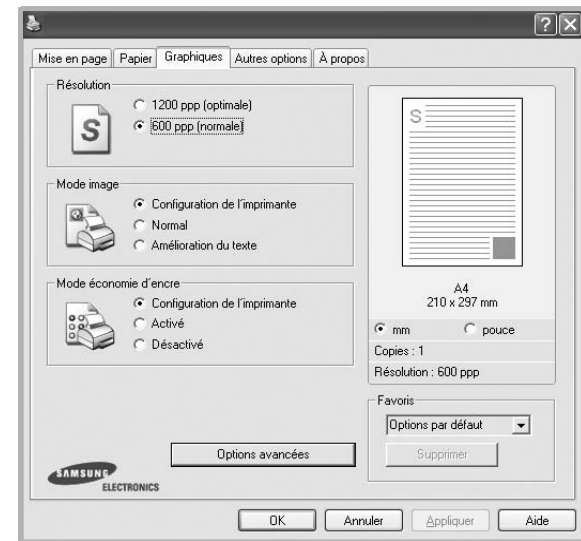 Mise en page Papier Graphiques Autres options À propos
Résolution
1200 ppp (optimale)
600 ppp (normale)
S
Mode image
Configuration de l'imprimante
Normal
Amélioration du texte
Mode économie d'encre
Configuration de l'imprimante
Activé
Désactivé
S
A4
210 x 297 mm
mm pouce
Copies : 1
Résolution : 600 ppp
Favoris
Options par défaut
Supprimer
Options avancées
SAMSUNG
ELECTRONICS
OK Annuler Appliquer Aide